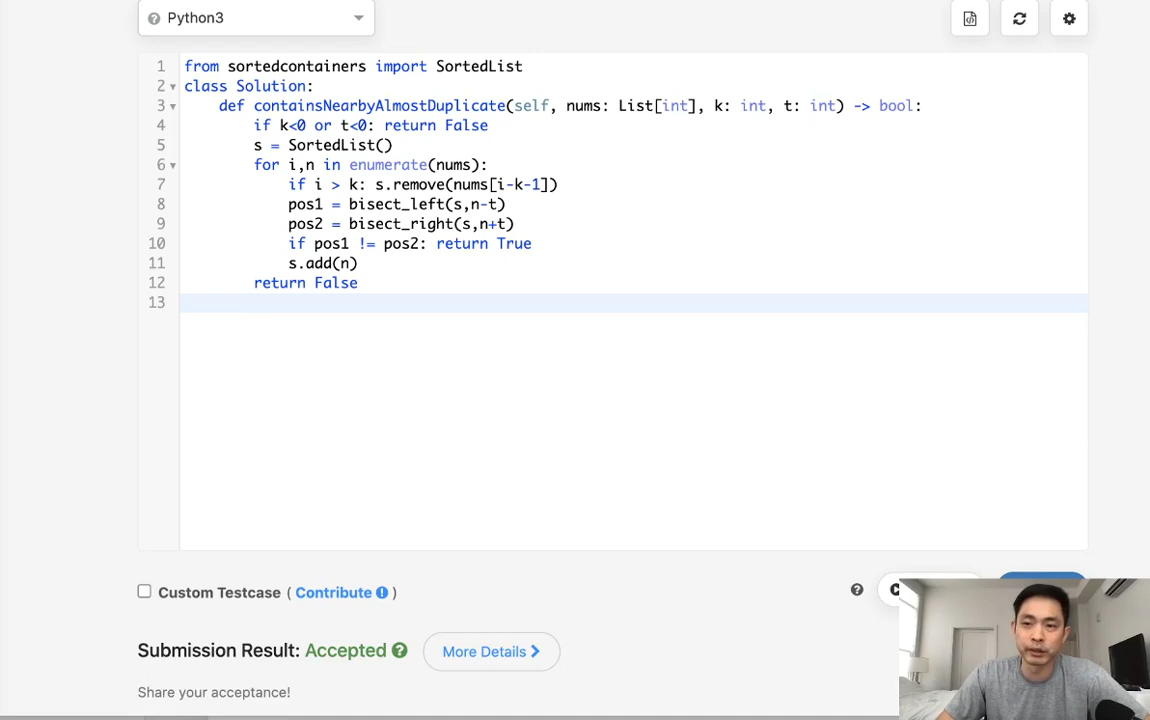 Python3
1 from sortedcontainers import SortedList
2 class Solution:
3 def containsNearbyAlmostDuplicate(self, nums: List[int], k: int, t: int) -> bool:
4 if k<0 or t<0: return False
5 s = SortedList()
6 for i,n in enumerate(nums):
7 if i > k: s.remove(nums[i-k-1])
8 pos1 = bisect_left(s,n-t)
9 pos2 = bisect_right(s,n+t)
10 if pos1 != pos2: return True
11 s.add(n)
12 return False
13
Custom Testcase ( Contribute )
Submission Result: Accepted
More Details
Share your acceptance!